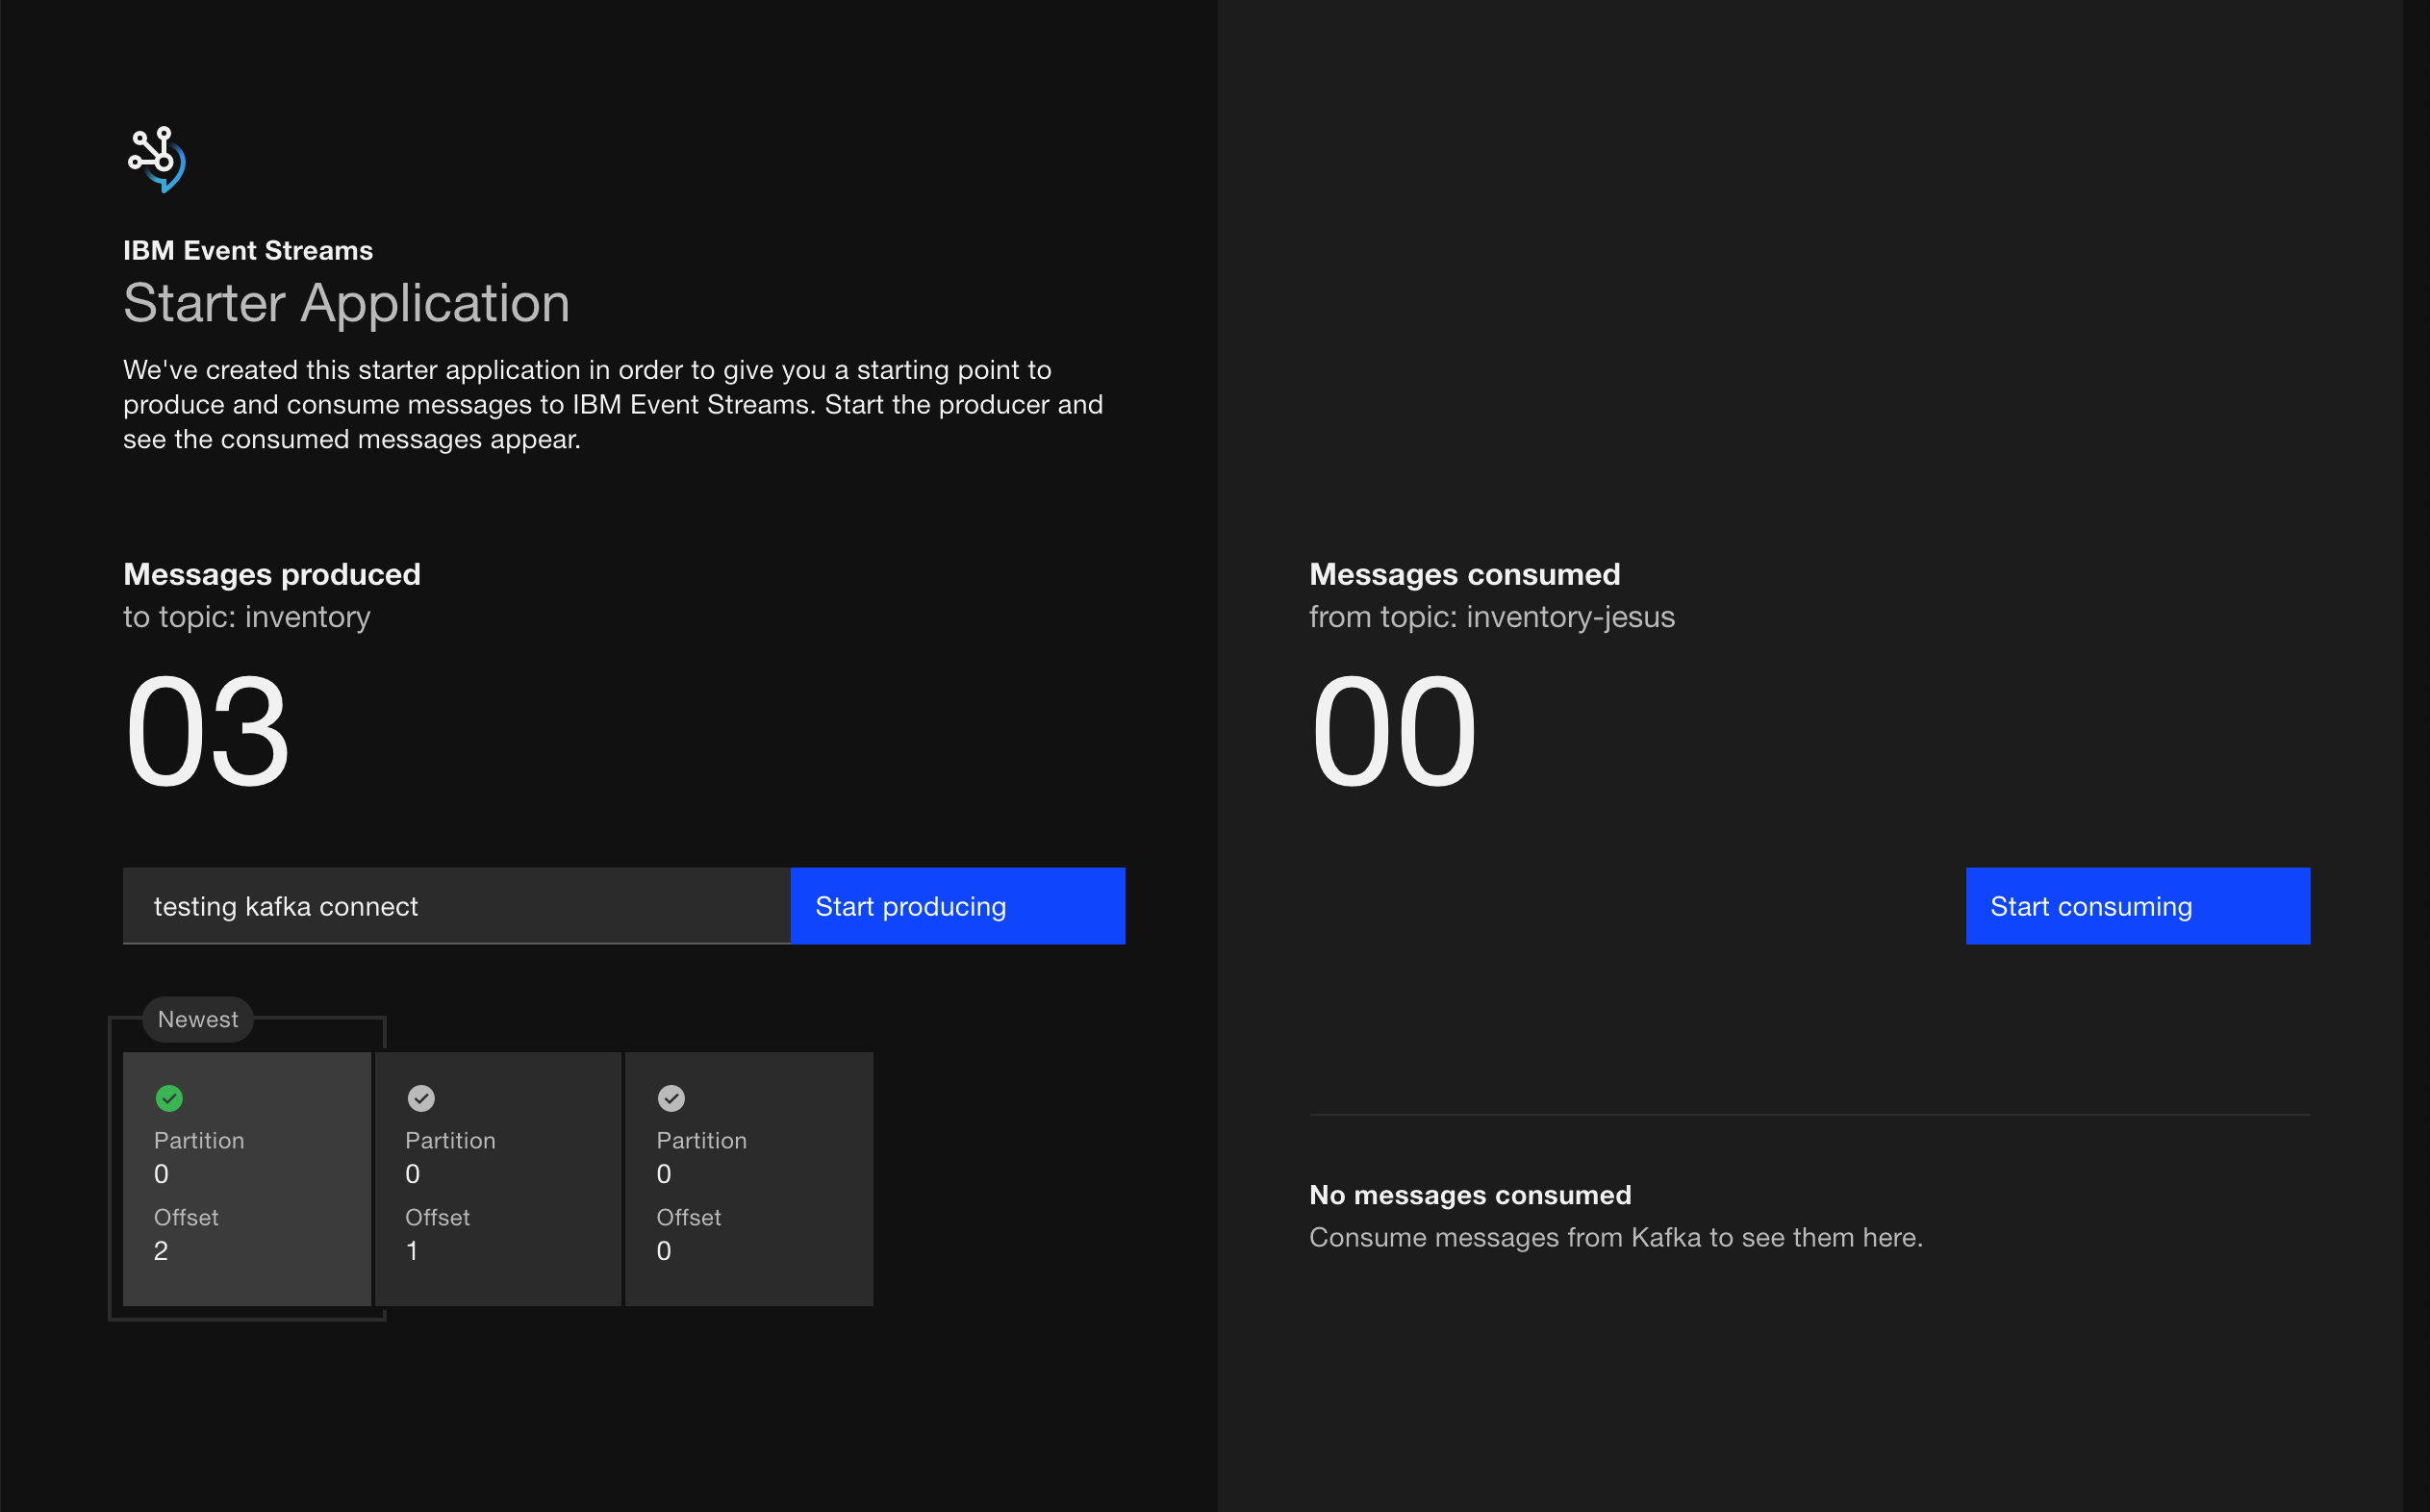 IBM Event Streams
Starter Application
We've created this starter application in order to give you a starting point to
produce and consume messages to IBM Event Streams. Start the producer and
see the consumed messages appear.
Messages produced
to topic: inventory
03
testing kafka connect
Start producing
Newest
Partition
0
Offset
2
Partition
0
Offset
1
Partition
0
Offset
0
Messages consumed
from topic: inventory-jesus
00
Start consuming
No messages consumed
Consume messages from Kafka to see them here.